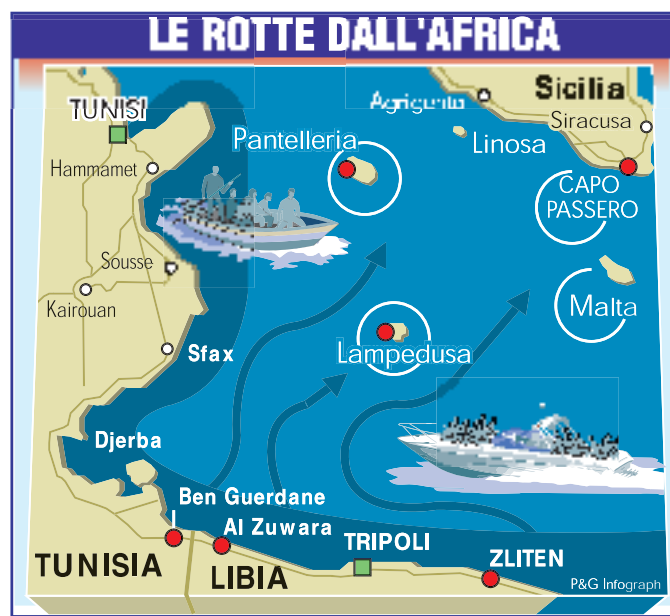 LE ROTTE DALL'AFRICA
TUNISI
Agrigento
Sicilia
Siracusa
Pantelleria
Linosa
Hammamet
CAPO
PASSERO
Sousse
Kairouan
Malta
Lampedusa
Sfax
Djerba
Ben Guerdane
Al Zuwara
TRIPOLI
ZLITEN
TUNISIA
LIBIA
P&G Infograph